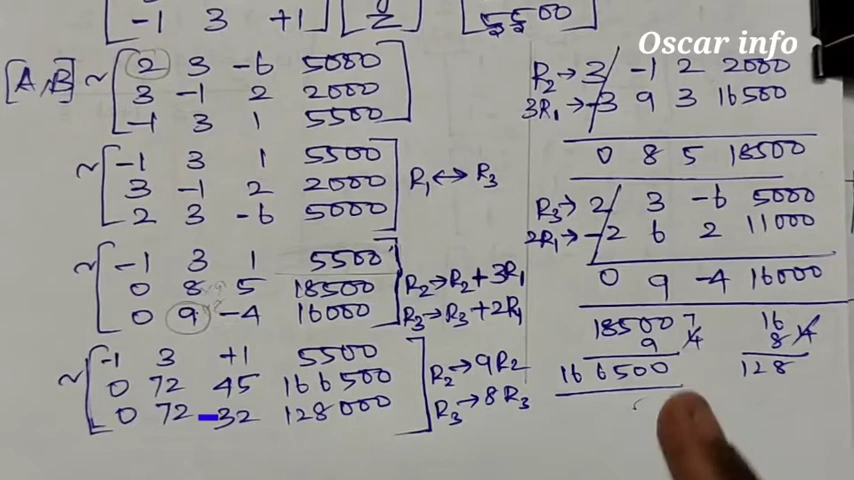 -1 3 +1 y z 5500
Oscar info
[A,B] ~ 2 3 -6 5000
3 -1 2 2000
-1 3 1 5500
~ -1 3 1 5500
3 -1 2 2000 R1 ↔ R3
2 3 -6 5000
~ -1 3 1 5500
0 8 5 18500 R2 → R2 + 3R1
0 9 -4 16000 R3 → R3 + 2R1
~ -1 3 +1 5500
0 72 45 166500 R2 → 9R2
0 72 -32 128000 R3 → 8R3
R2 → 3 -1 2 2000
3R1 → -3 9 3 16500
0 8 5 18500
R3 → 2 3 -6 5000
2R1 → -2 6 2 11000
0 9 -4 16000
18500 7
9 4
166500
16
8 4
128